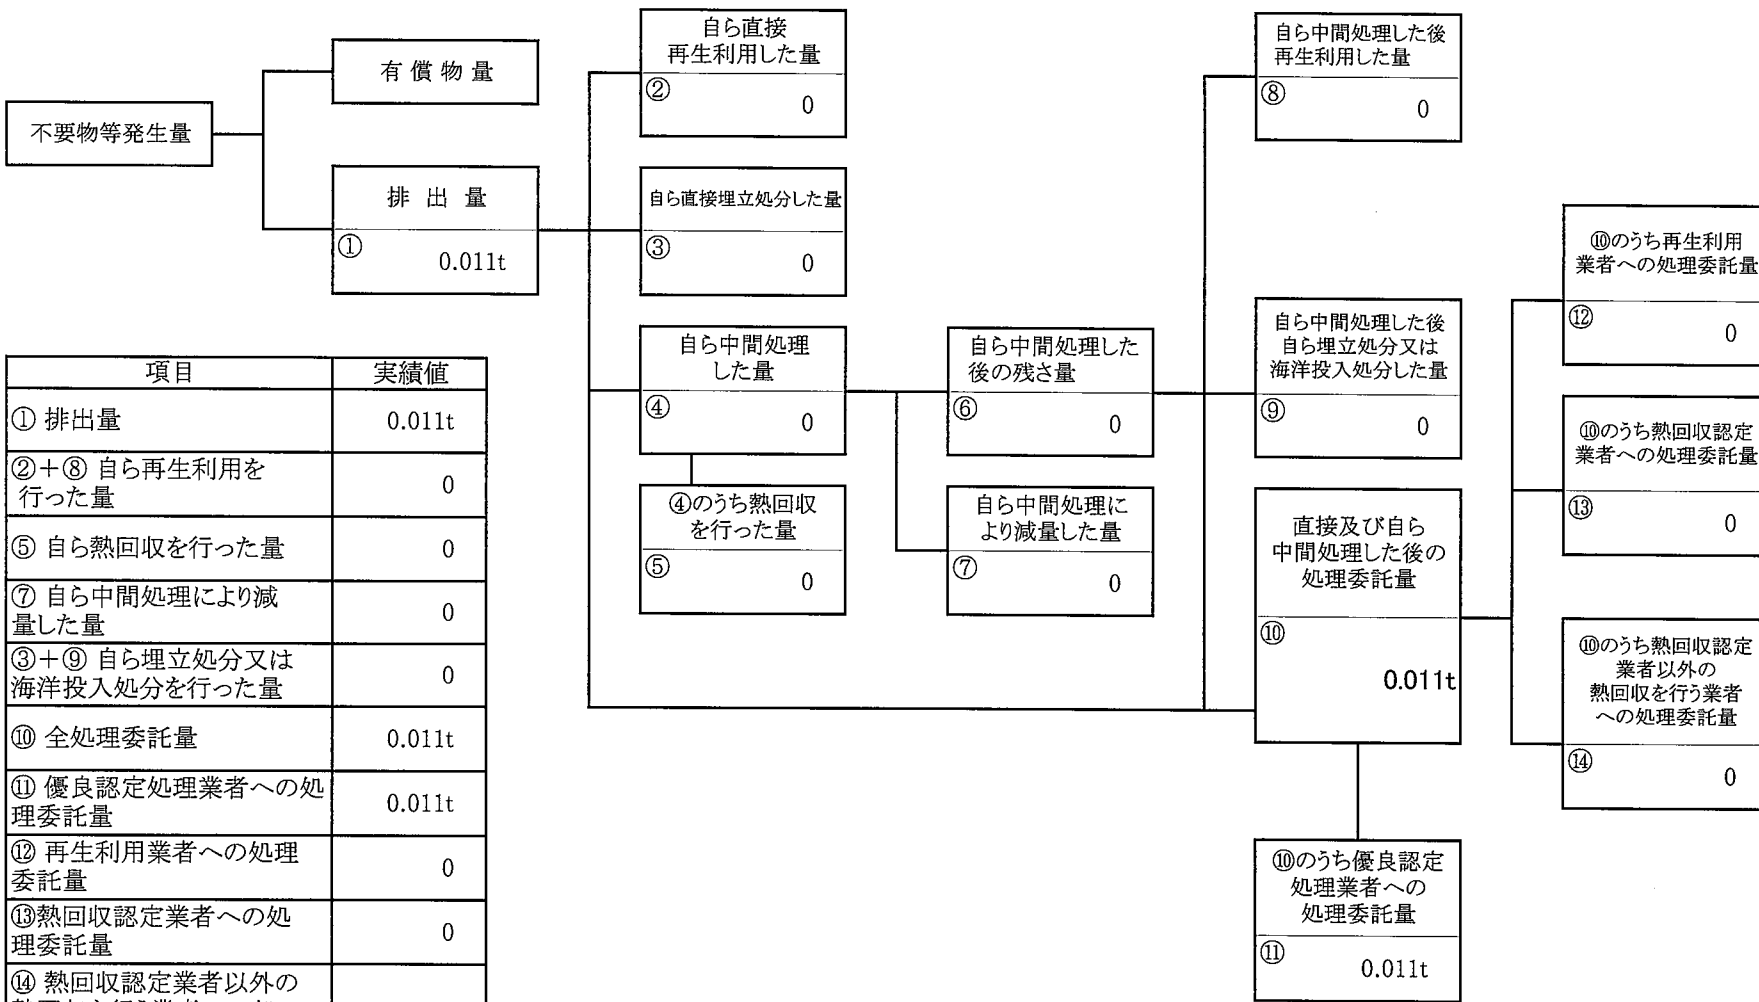 不要物等発生量
有償物量
排出量
①
0.011t
自ら直接
再生利用した量
②
0
自ら直接埋立処分した量
③
0
自ら中間処理
した量
④
0
④のうち熱回収
を行った量
⑤
0
自ら中間処理した
後の残さ量
⑥
0
自ら中間処理に
より減量した量
⑦
0
自ら中間処理した後
再生利用した量
⑧
0
自ら中間処理した後
自ら埋立処分又は
海洋投入処分した量
⑨
0
直接及び自ら
中間処理した後の
処理委託量
⑩
0.011t
⑩のうち優良認定
処理業者への
処理委託量
⑪
0.011t
⑩のうち再生利用
業者への処理委託量
⑫
0
⑩のうち熱回収認定
業者への処理委託量
⑬
0
⑩のうち熱回収認定
業者以外の
熱回収を行う業者
への処理委託量
⑭
0
項目 実績値
① 排出量 0.011t
②+⑧ 自ら再生利用を
行った量 0
⑤ 自ら熱回収を行った量 0
⑦ 自ら中間処理により減
量した量 0
③+⑨ 自ら埋立処分又は
海洋投入処分を行った量 0
⑩ 全処理委託量 0.011t
⑪ 優良認定処理業者への処
理委託量 0.011t
⑫ 再生利用業者への処理
委託量 0
⑬熱回収認定業者への処
理委託量 0
⑭ 熱回収認定業者以外の